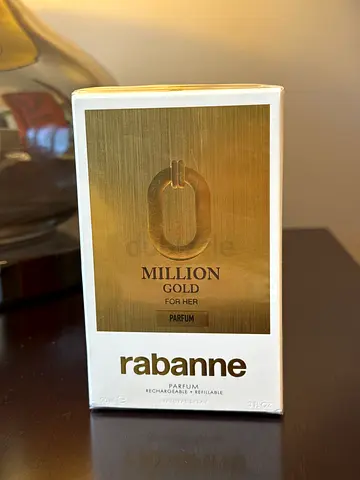 MILLION
GOLD
FOR HER
PARFUM
rabanne
PARFUM
RECHARGEABLE • REFILLABLE